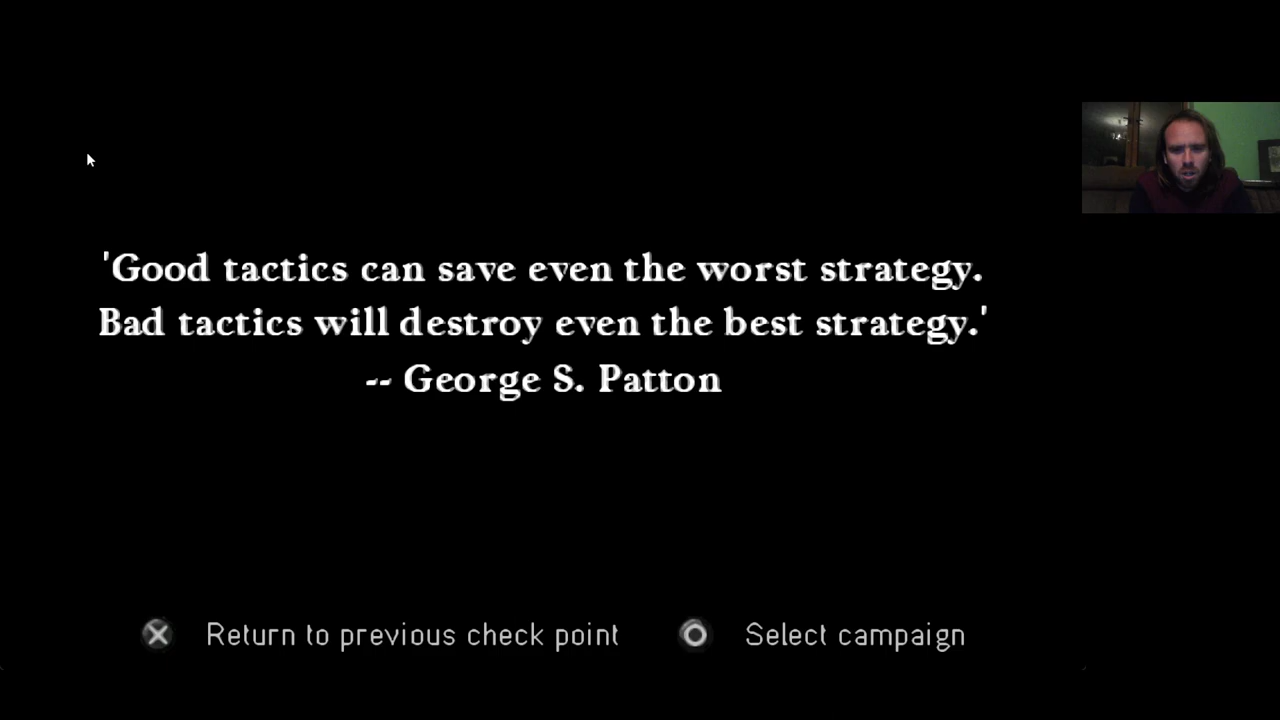 'Good tactics can save even the worst strategy.
Bad tactics will destroy even the best strategy.'
-- George S. Patton
Return to previous check point
Select campaign